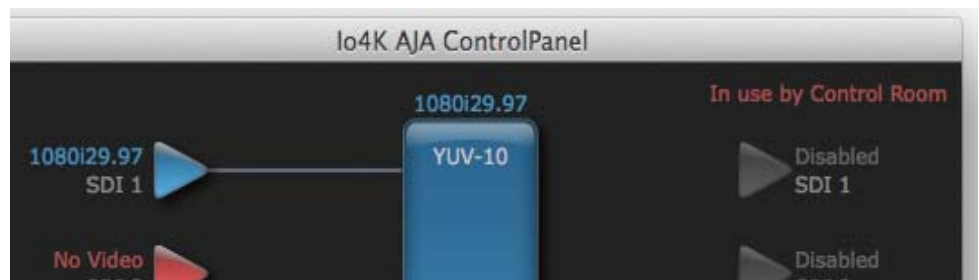 Io4K AJA ControlPanel
In use by Control Room
1080i29.97
1080i29.97
YUV-10
Disabled
SDI 1
SDI 1
No Video
Disabled